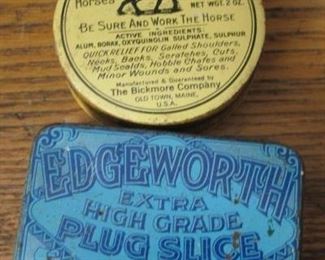 Horses
NET WGT. 2 OZ.
BE SURE AND WORK THE HORSE
ACTIVE INGREDIENTS:
ALUM, BORAX, OXYQUINOLIN SULPHATE, SULPHUR
QUICK RELIEF FOR Galled Shoulders,
Necks, Backs, Scratches, Cuts,
Mud Scalds, Hobble Chafes and
Minor Wounds and Sores.
Manufactured & Guaranteed by
The Bickmore Company
OLD TOWN, MAINE,
U.S.A.
EDGEWORTH
EXTRA
HIGH GRADE
PLUG SLICE